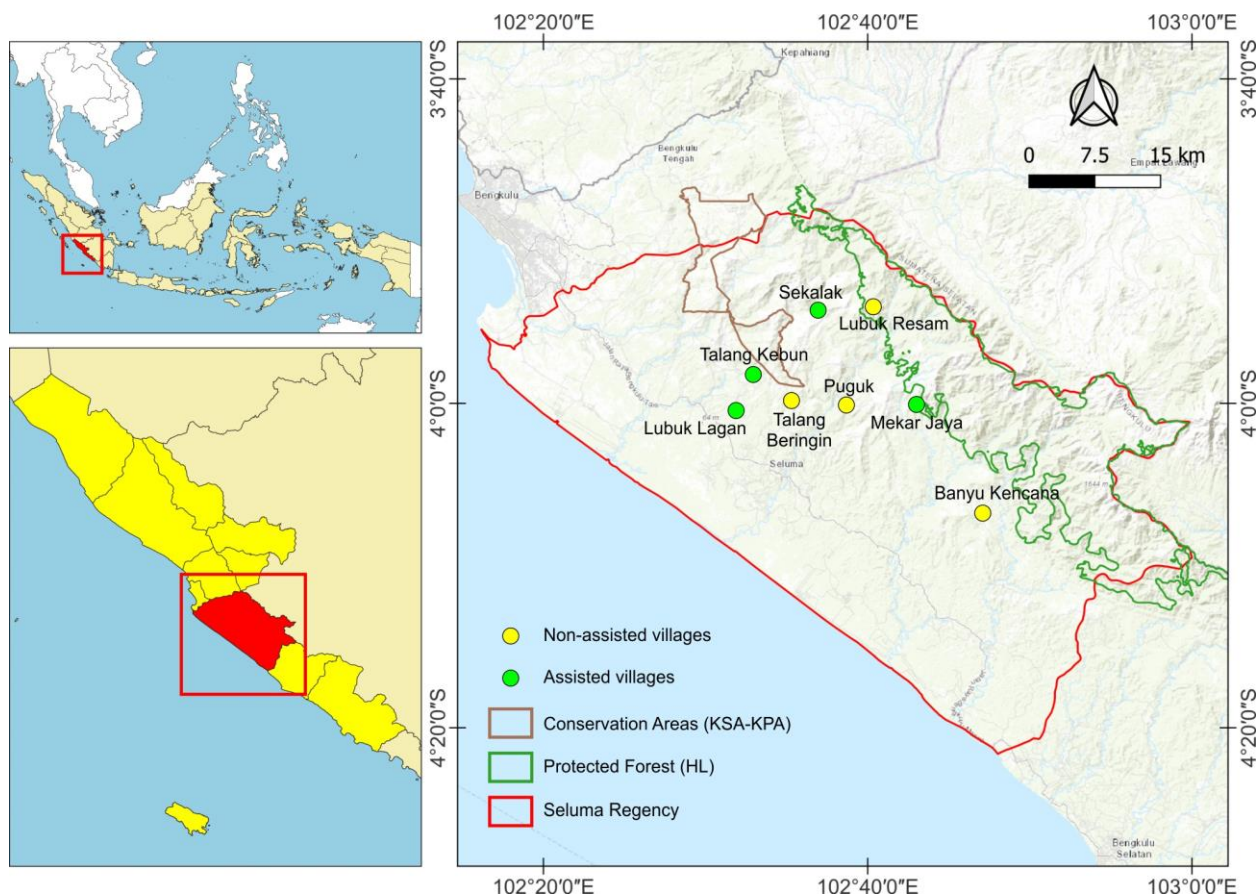 102°20′0″E
102°40′0″E
103°0′0″E
3°40′0″S
3°40′0″S
Kepahiang
0 7.5 15 km
Bengkulu
Tengah
Bengkulu
Sekalak
Lubuk Resam
Talang Kebun
Puguk
4°0′0″S
4°0′0″S
Lubuk Lagan
Talang
Beringin
Mekar Jaya
Seluma
1644 m
Banyu Kencana
Non-assisted villages
Assisted villages
Conservation Areas (KSA-KPA)
4°20′0″S
4°20′0″S
Protected Forest (HL)
Seluma Regency
Bengkulu
Selatan
102°20′0″E
102°40′0″E
103°0′0″E